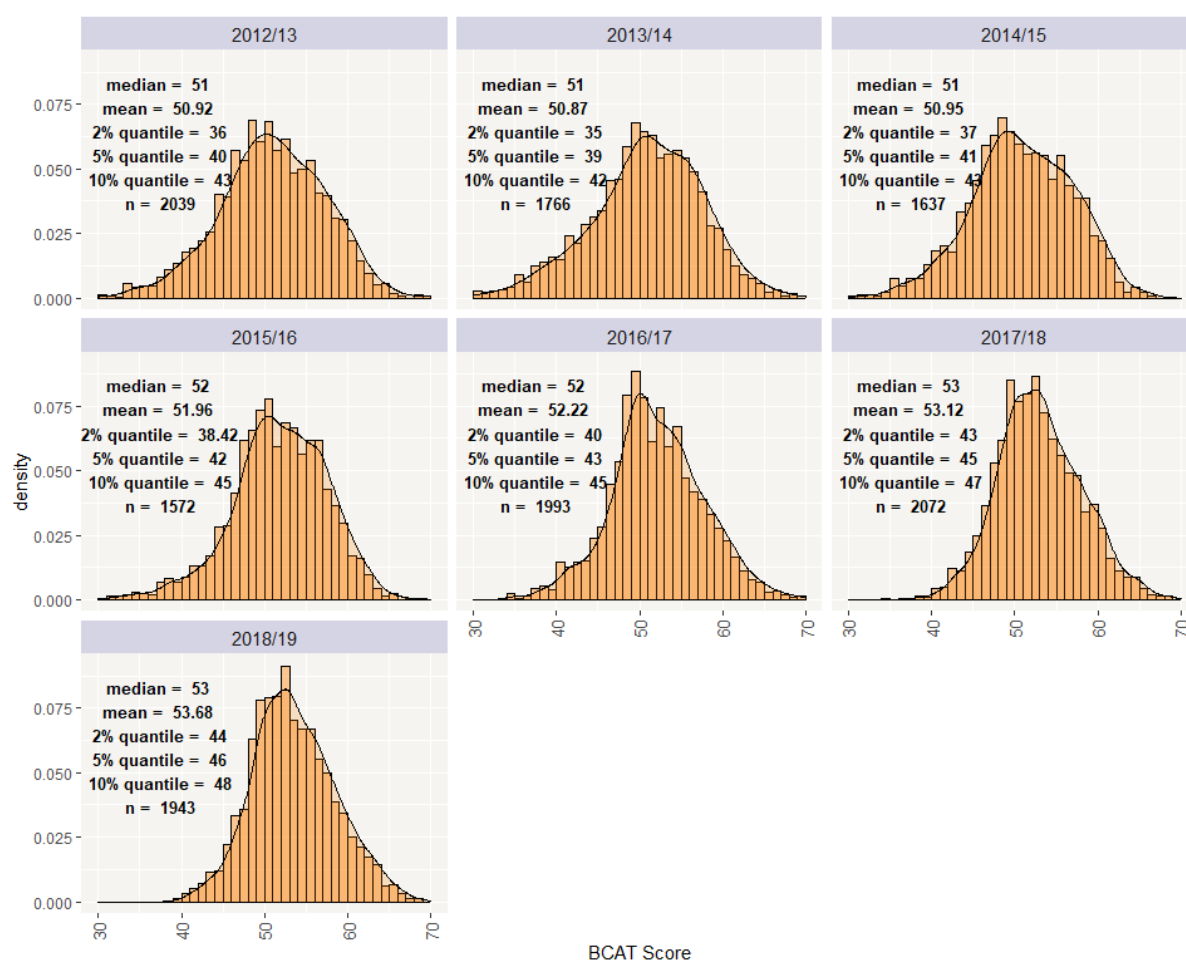 2012/13
median = 51
mean = 50.92
2% quantile = 36
5% quantile = 40
10% quantile = 43
n = 2039
2013/14
median = 51
mean = 50.87
2% quantile = 35
5% quantile = 39
10% quantile = 42
n = 1766
2014/15
median = 51
mean = 50.95
2% quantile = 37
5% quantile = 41
10% quantile = 43
n = 1637
0.075
0.050
0.025
0.000
2015/16
median = 52
mean = 51.96
2% quantile = 38.42
5% quantile = 42
10% quantile = 45
n = 1572
2016/17
median = 52
mean = 52.22
2% quantile = 40
5% quantile = 43
10% quantile = 45
n = 1993
2017/18
median = 53
mean = 53.12
2% quantile = 43
5% quantile = 45
10% quantile = 47
n = 2072
0.075
0.050
0.025
0.000
30 40 50 60 70
30 40 50 60 70
density
2018/19
median = 53
mean = 53.68
2% quantile = 44
5% quantile = 46
10% quantile = 48
n = 1943
0.075
0.050
0.025
0.000
30 40 50 60 70
BCAT Score